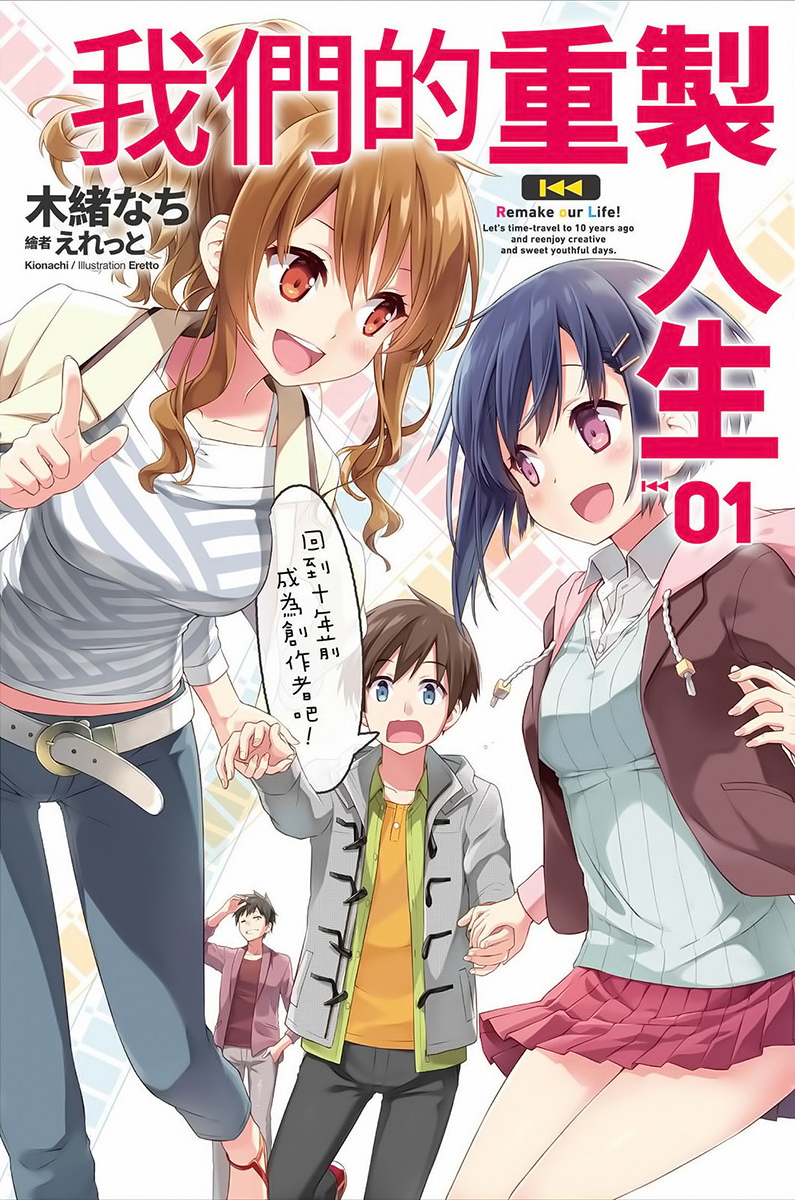 我們的重製人生
01
木緒なち
繪者 えれっと
Kionachi / Illustration Eretto
Remake our Life!
Let's time-travel to 10 years ago
and reenjoy creative
and sweet youthful days.
回到十年前
成為創作者吧!